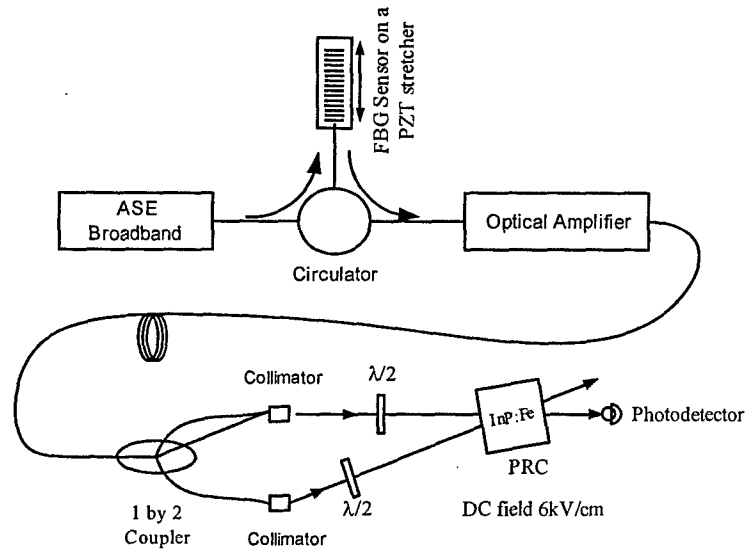 FBG Sensor on a
PZT stretcher
ASE
Broadband
Circulator
Optical Amplifier
Collimator
λ/2
InP:Fe
Photodetector
PRC
λ/2
DC field 6kV/cm
1 by 2
Coupler
Collimator